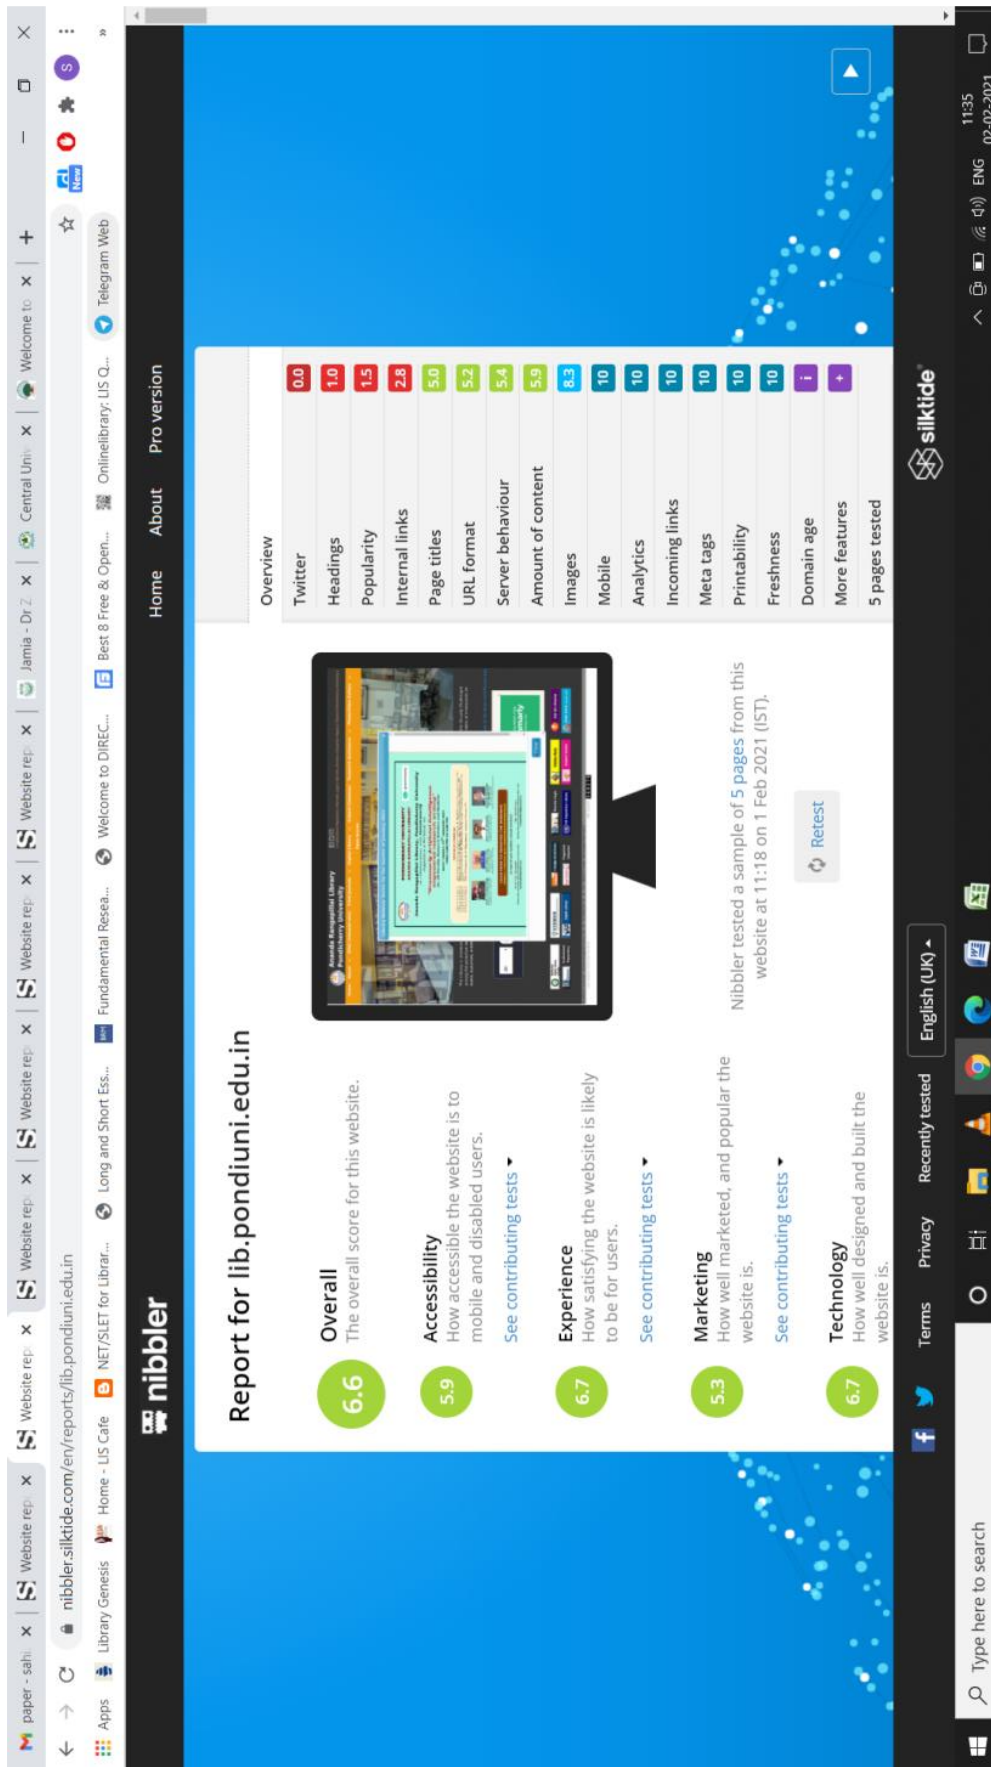 paper - sahi
Website rep
Website rep
Website rep
Website rep
Website rep
Website rep
Jamia - Dr Z
Central Univ
Welcome to
nibbler.silktide.com/en/reports/lib.pondiuni.edu.in
New
S
Apps
Library Genesis
Home - LIS Cafe
NET/SLET for Librar...
Long and Short Ess...
Fundamental Resea...
Welcome to DIREC...
Best 8 Free & Open...
Onlinelibrary: LIS Q...
Telegram Web
»
nibbler
Home About Pro version
Report for lib.pondiuni.edu.in
6.6
Overall
The overall score for this website.
5.9
Accessibility
How accessible the website is to
mobile and disabled users.
See contributing tests
6.7
Experience
How satisfying the website is likely
to be for users.
See contributing tests
5.3
Marketing
How well marketed, and popular the
website is.
See contributing tests
6.7
Technology
How well designed and built the
website is.
Ananda Rangapillai Library
Pondicherry University
Nibbler tested a sample of 5 pages from this
website at 11:18 on 1 Feb 2021 (IST).
Retest
Overview
Twitter 0.0
Headings 1.0
Popularity 1.5
Internal links 2.8
Page titles 5.0
URL format 5.2
Server behaviour 5.4
Amount of content 5.9
Images 8.3
Mobile 10
Analytics 10
Incoming links 10
Meta tags 10
Printability 10
Freshness 10
Domain age i
More features +
5 pages tested
Terms Privacy Recently tested English (UK)
silktide
Type here to search
ENG
11:35
02-02-2021